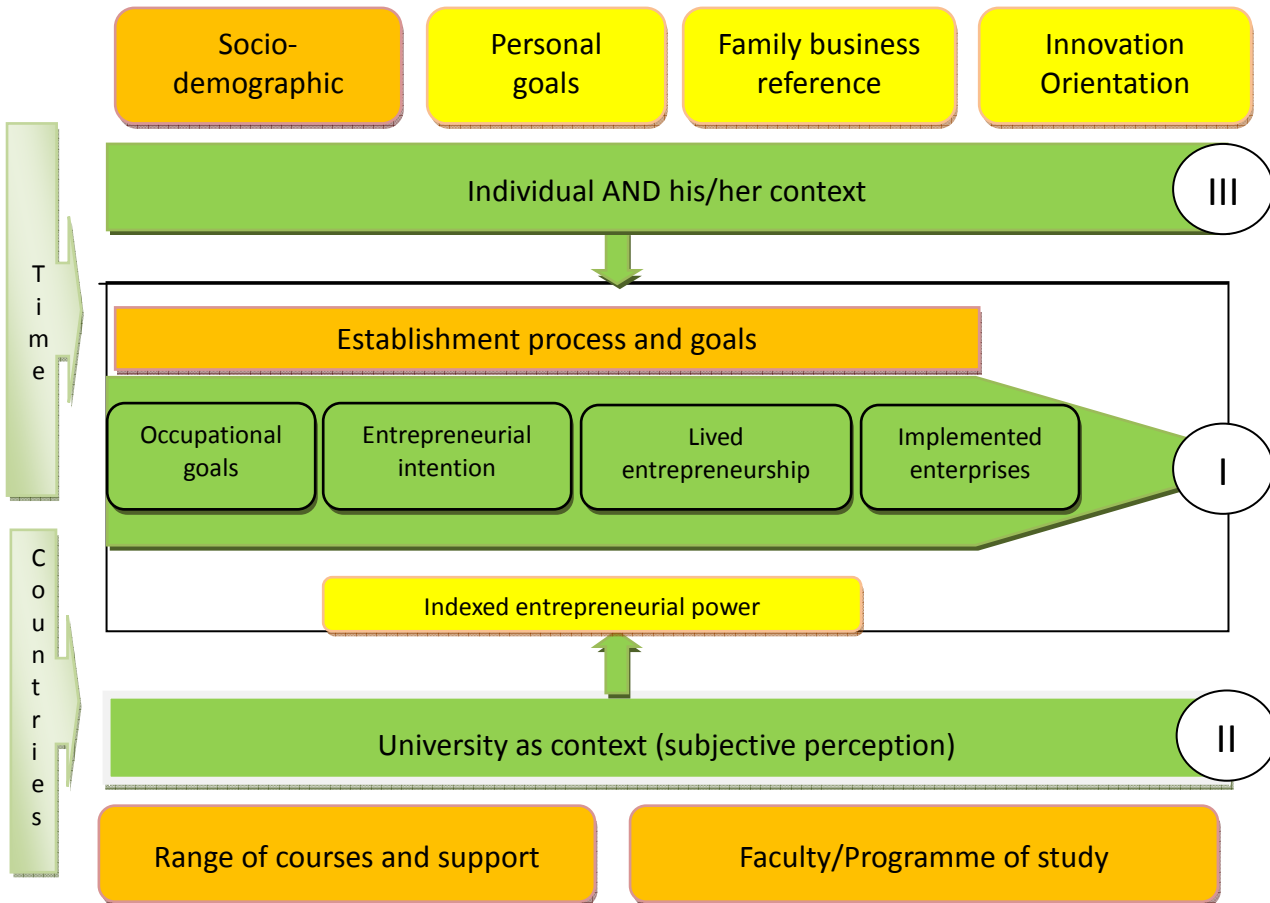 Socio-
demographic
Personal
goals
Family business
reference
Innovation
Orientation
Individual AND his/her context
III
T
i
m
e
Establishment process and goals
Occupational
goals
Entrepreneurial
intention
Lived
entrepreneurship
Implemented
enterprises
I
Indexed entrepreneurial power
C
o
u
n
t
r
i
e
s
University as context (subjective perception)
II
Range of courses and support
Faculty/Programme of study